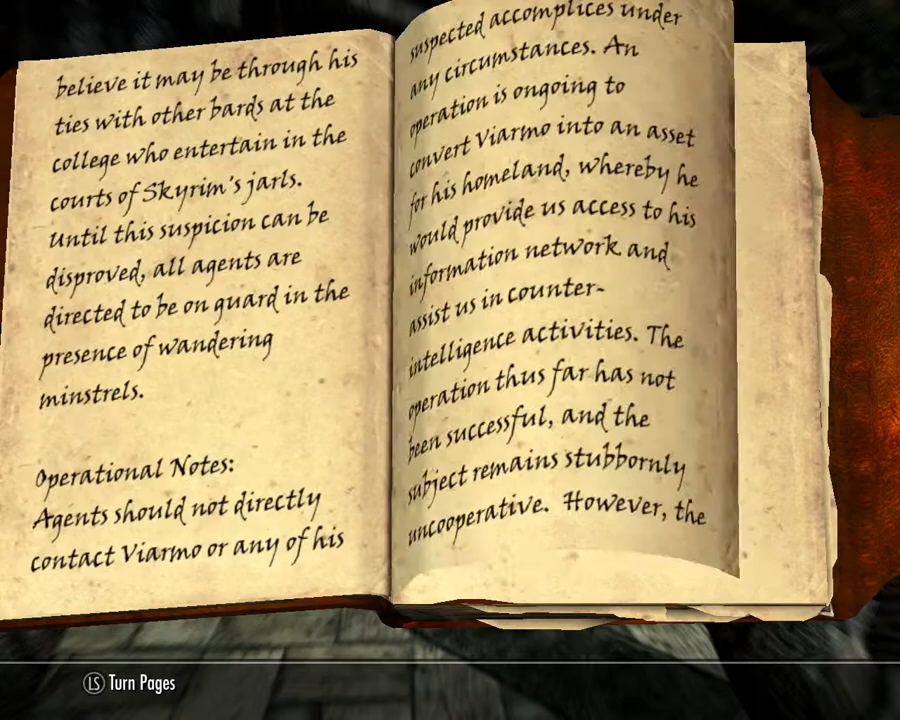 believe it may be through his
ties with other bards at the
college who entertain in the
courts of Skyrim's jarls.
Until this suspicion can be
disproved, all agents are
directed to be on guard in the
presence of wandering
minstrels.
Operational Notes:
Agents should not directly
contact Viarmo or any of his
suspected accomplices under
any circumstances. An
operation is ongoing to
convert Viarmo into an asset
for his homeland, whereby he
would provide us access to his
information network and
assist us in counter-
intelligence activities. The
operation thus far has not
been successful, and the
subject remains stubbornly
uncooperative. However, the
LS Turn Pages